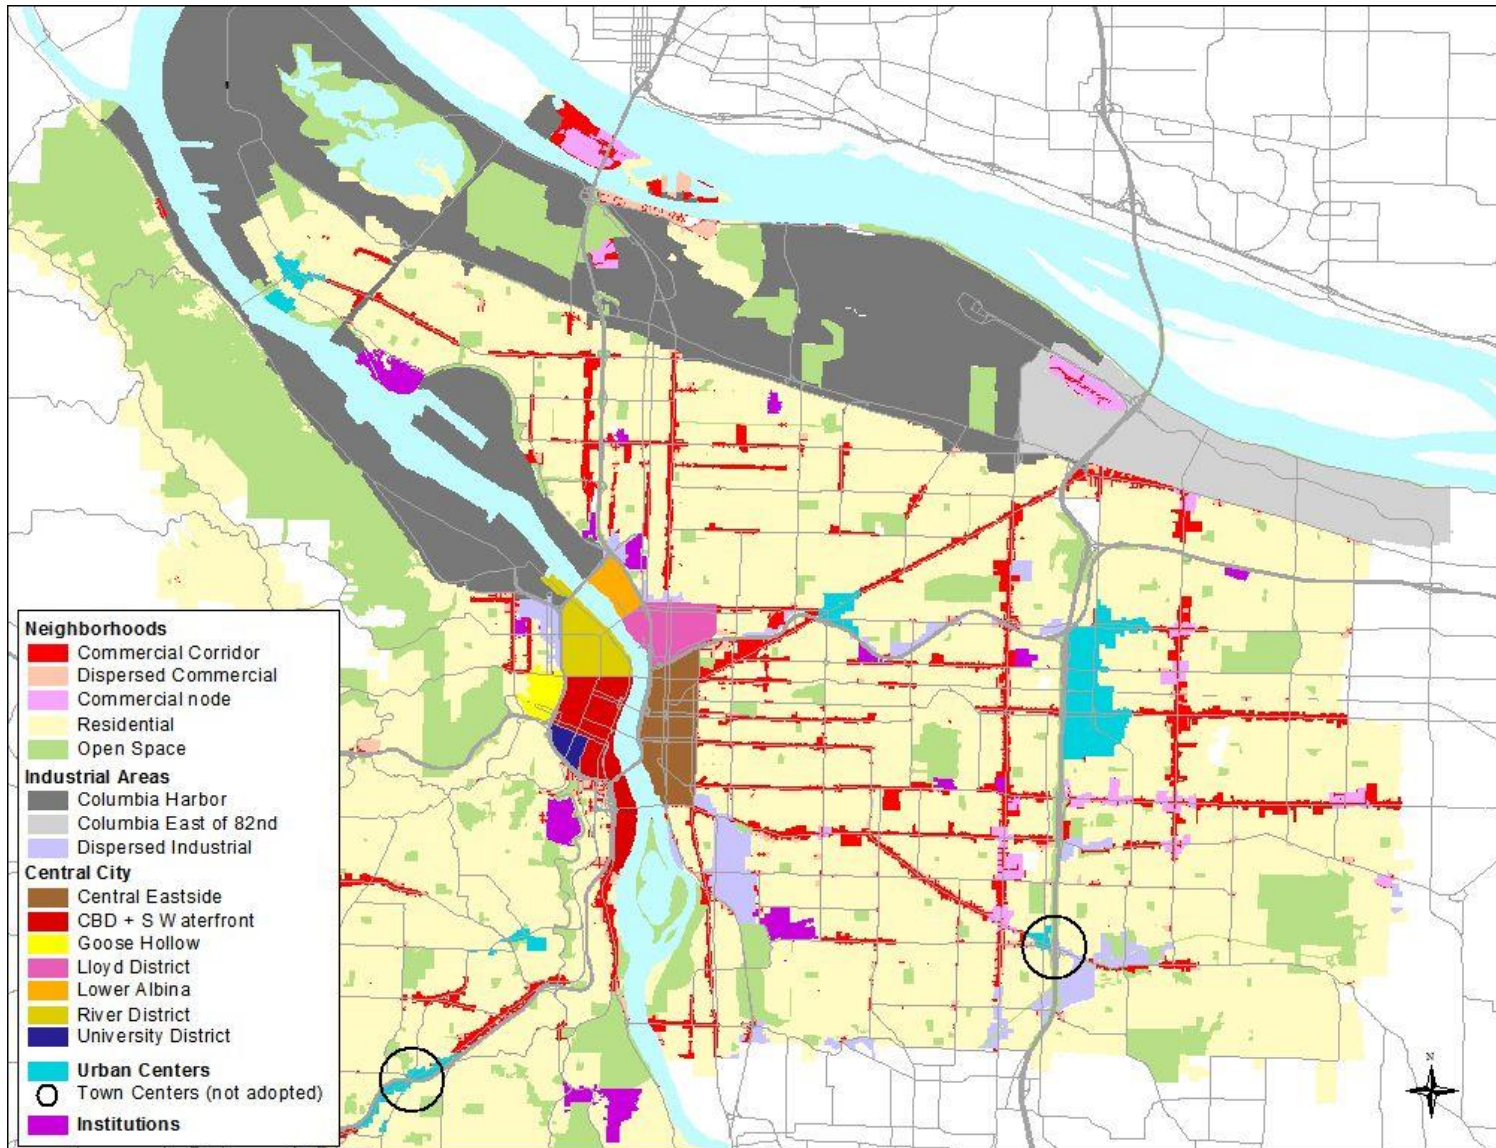 N
Neighborhoods
Commercial Corridor
Dispersed Commercial
Commercial node
Residential
Open Space
Industrial Areas
Columbia Harbor
Columbia East of 82nd
Dispersed Industrial
Central City
Central Eastside
CBD + S Waterfront
Goose Hollow
Lloyd District
Lower Albina
River District
University District
Urban Centers
Town Centers (not adopted)
Institutions